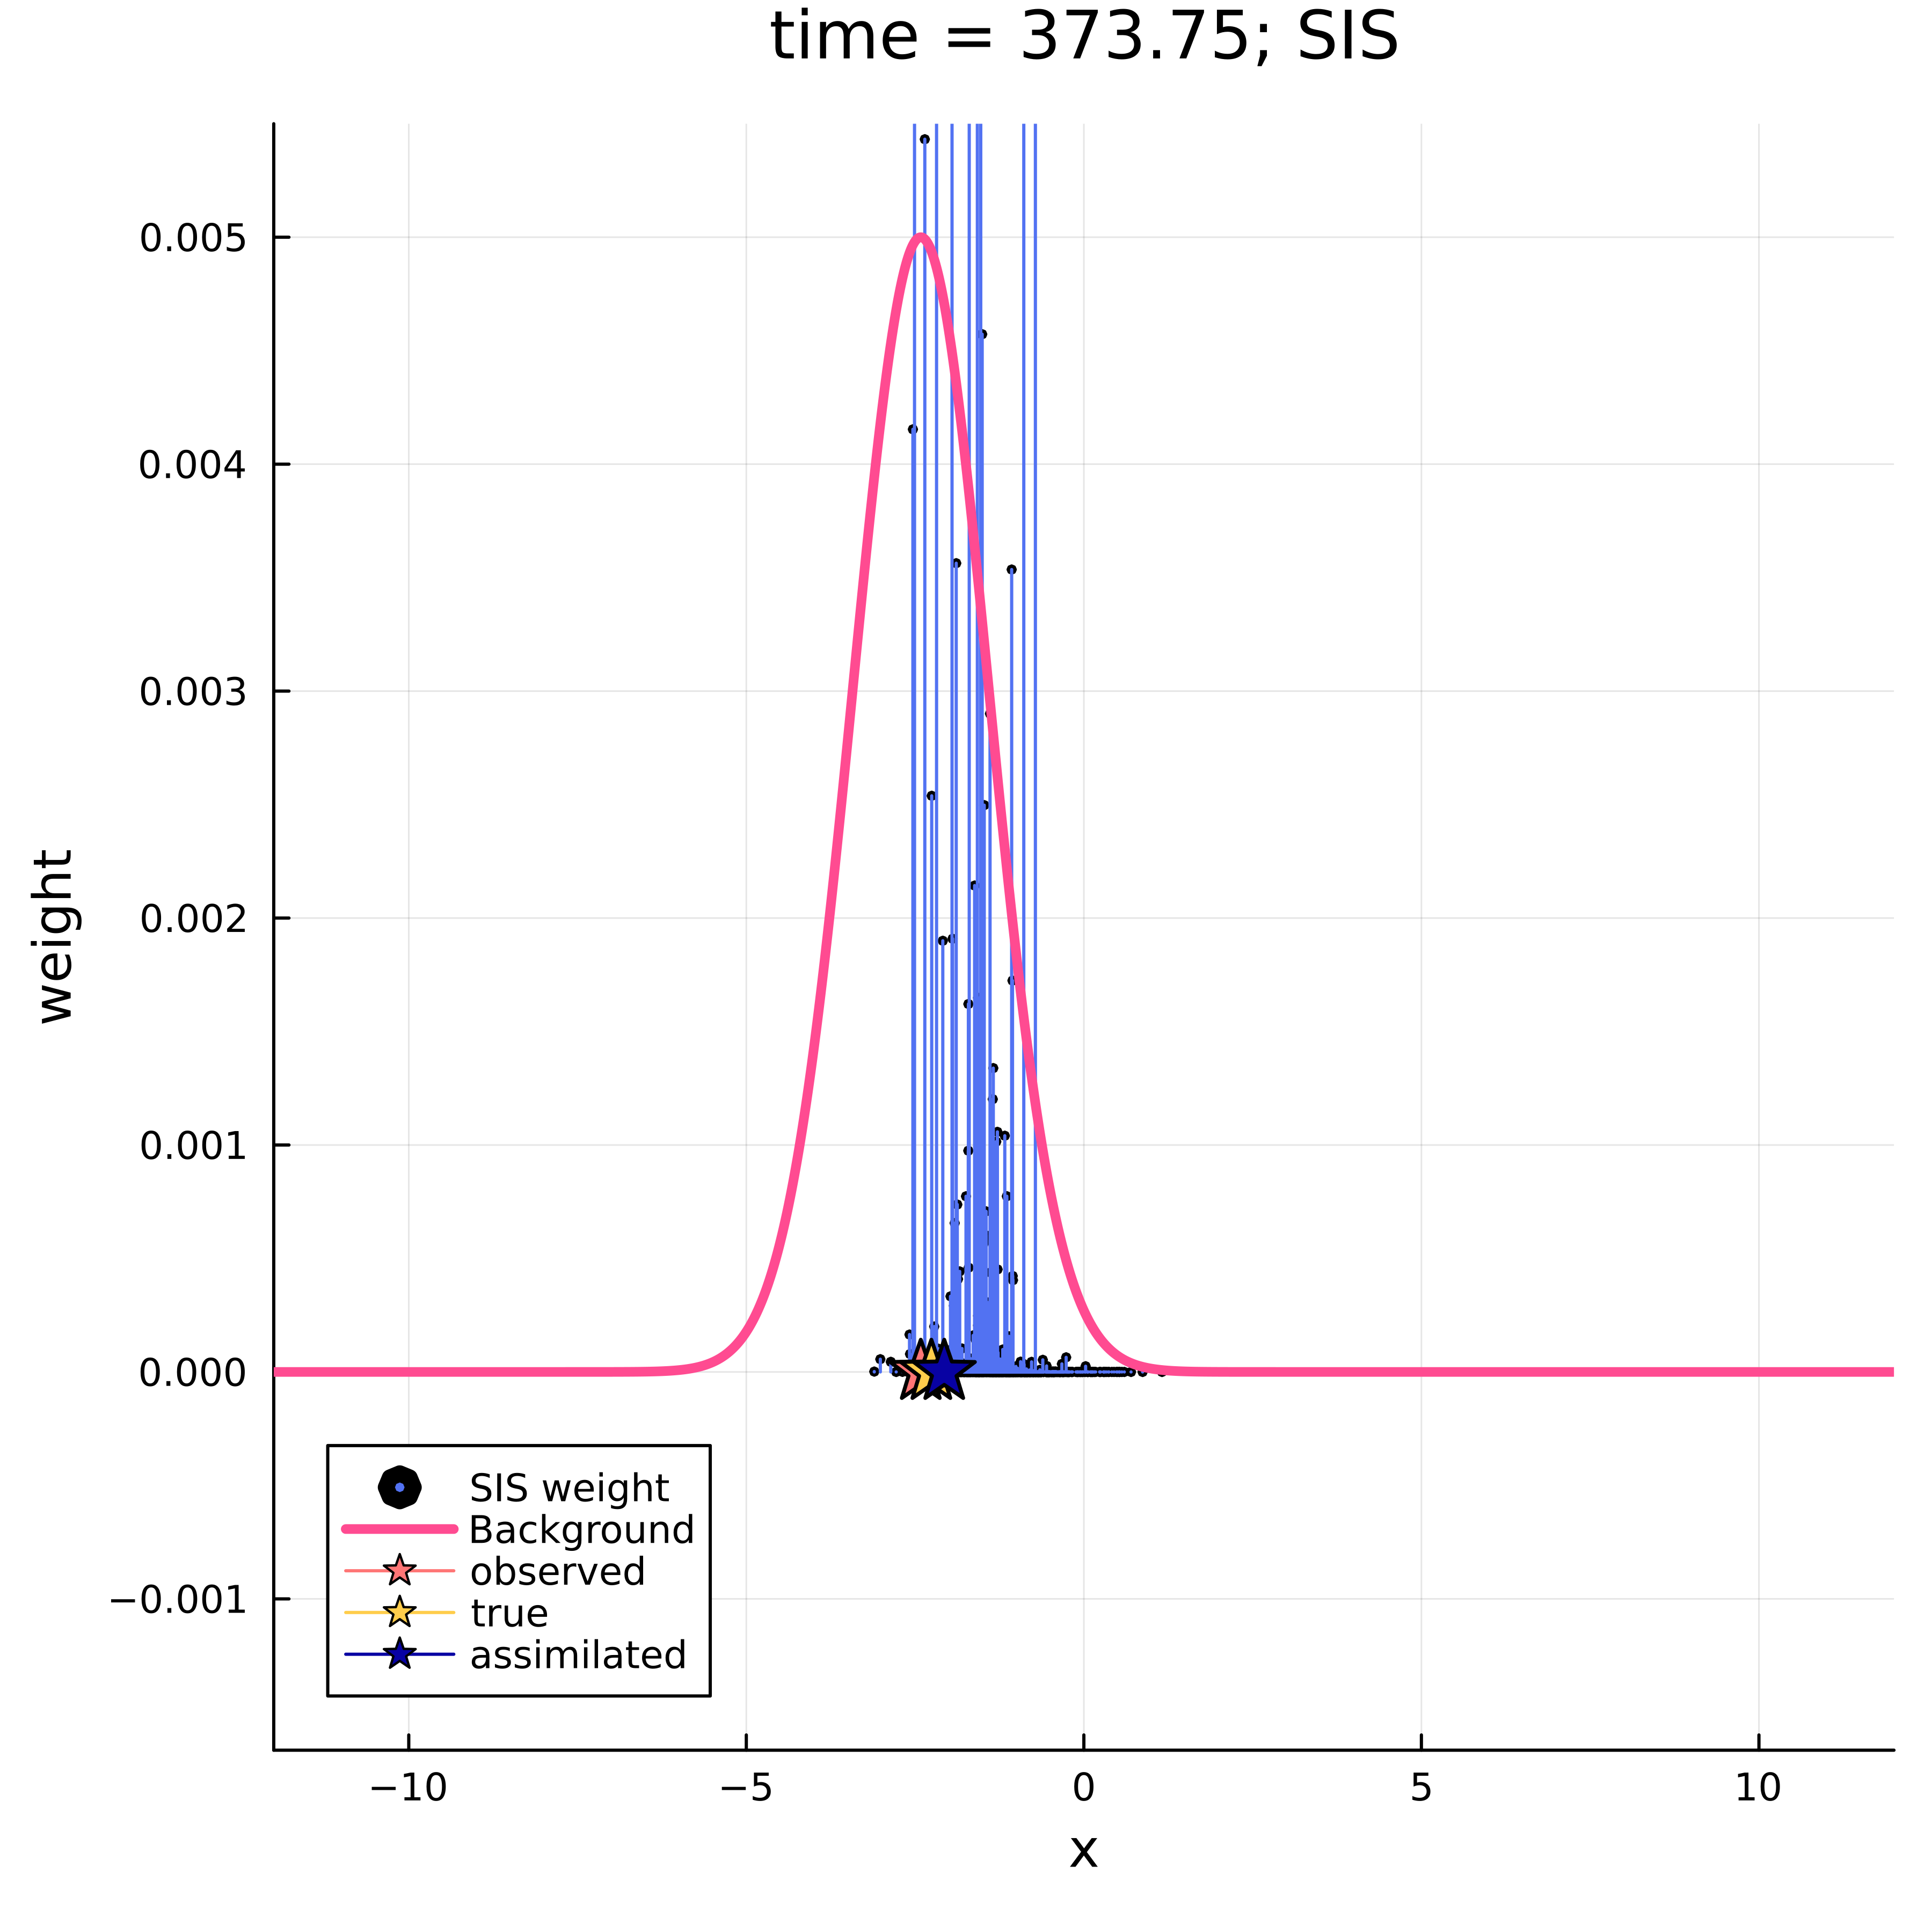 time = 373.75; SIS
weight
0.005
0.004
0.003
0.002
0.001
0.000
−0.001
SIS weight
Background
observed
true
assimilated
−10
−5
0
5
10
x